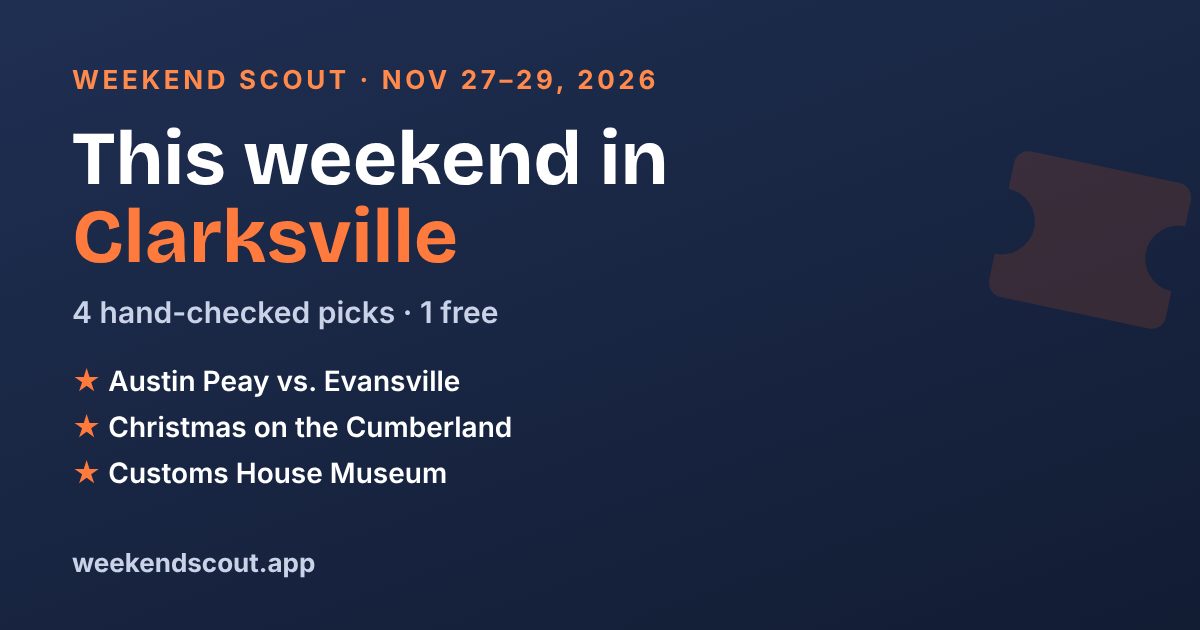 WEEKEND SCOUT · NOV 27–29, 2026
This weekend in
Clarksville
4 hand-checked picks · 1 free
★ Austin Peay vs. Evansville
★ Christmas on the Cumberland
★ Customs House Museum
weekendscout.app